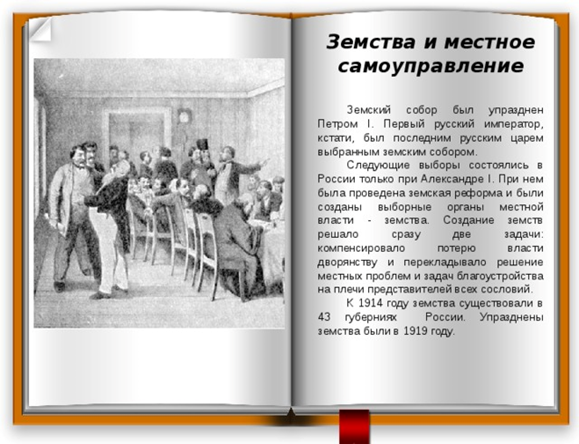 Земства и местное
самоуправление
Земский собор был упразднен
Петром I. Первый русский император,
кстати, был последним русским царем
выбранным земским собором.
Следующие выборы состоялись в
России только при Александре I. При нем
была проведена земская реформа и были
созданы выборные органы местной
власти - земства. Создание земств
решало сразу две задачи:
компенсировало потерю власти
дворянству и перекладывало решение
местных проблем и задач благоустройства
на плечи представителей всех сословий.
К 1914 году земства существовали в
43 губерниях России. Упразднены
земства были в 1919 году.